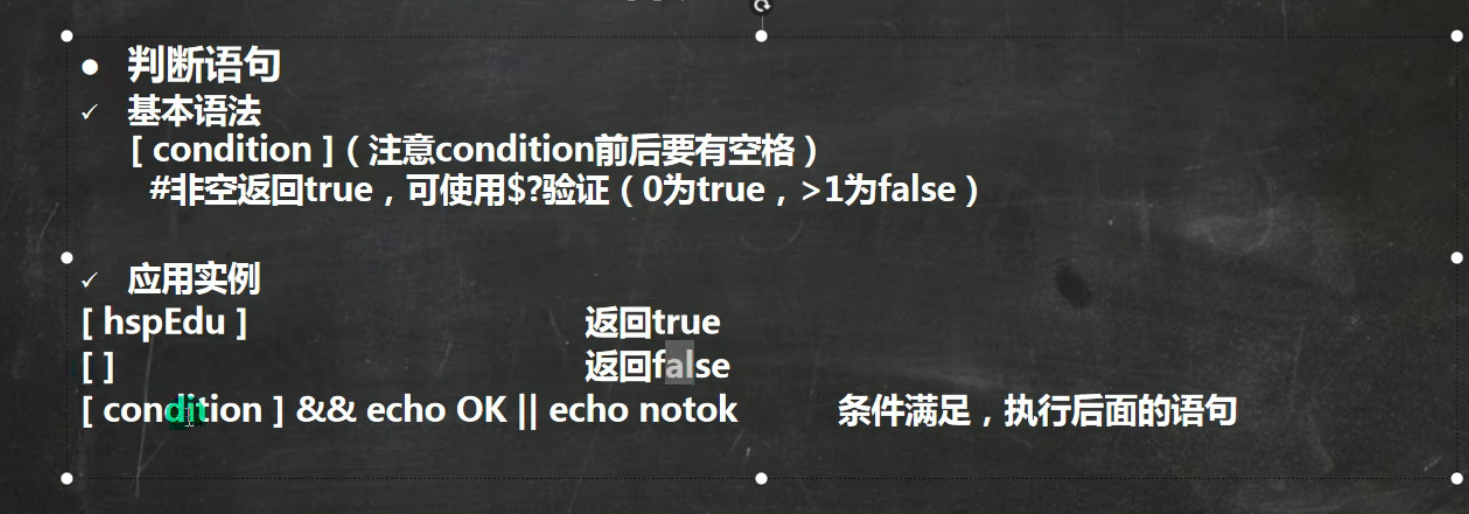 ● 判断语句
✓ 基本语法
[ condition ]（注意condition前后要有空格）
#非空返回true，可使用$?验证（0为true，>1为false）
✓ 应用实例
[ hspEdu ] 返回true
[ ] 返回false
[ condition ] && echo OK || echo notok 条件满足，执行后面的语句